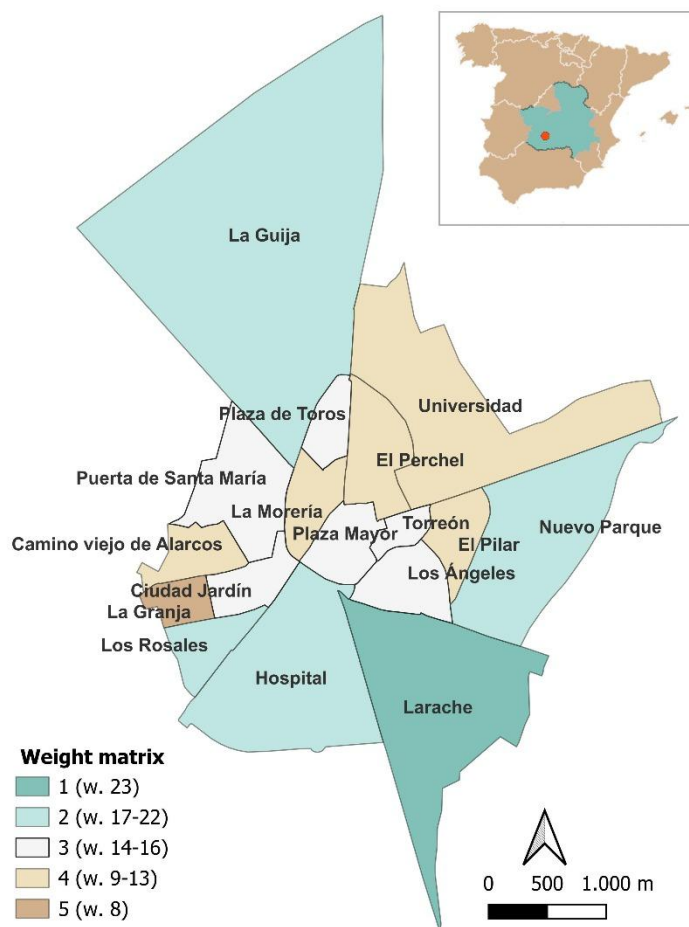 La Guija
Plaza de Toros
Universidad
El Perchel
Puerta de Santa María
La Morería
Plaza Mayor
Torreón
Nuevo Parque
Camino viejo de Alarcos
El Pilar
Los Ángeles
Ciudad Jardín
La Granja
Los Rosales
Hospital
Larache
Weight matrix
1 (w. 23)
2 (w. 17-22)
3 (w. 14-16)
4 (w. 9-13)
5 (w. 8)
0 500 1.000 m